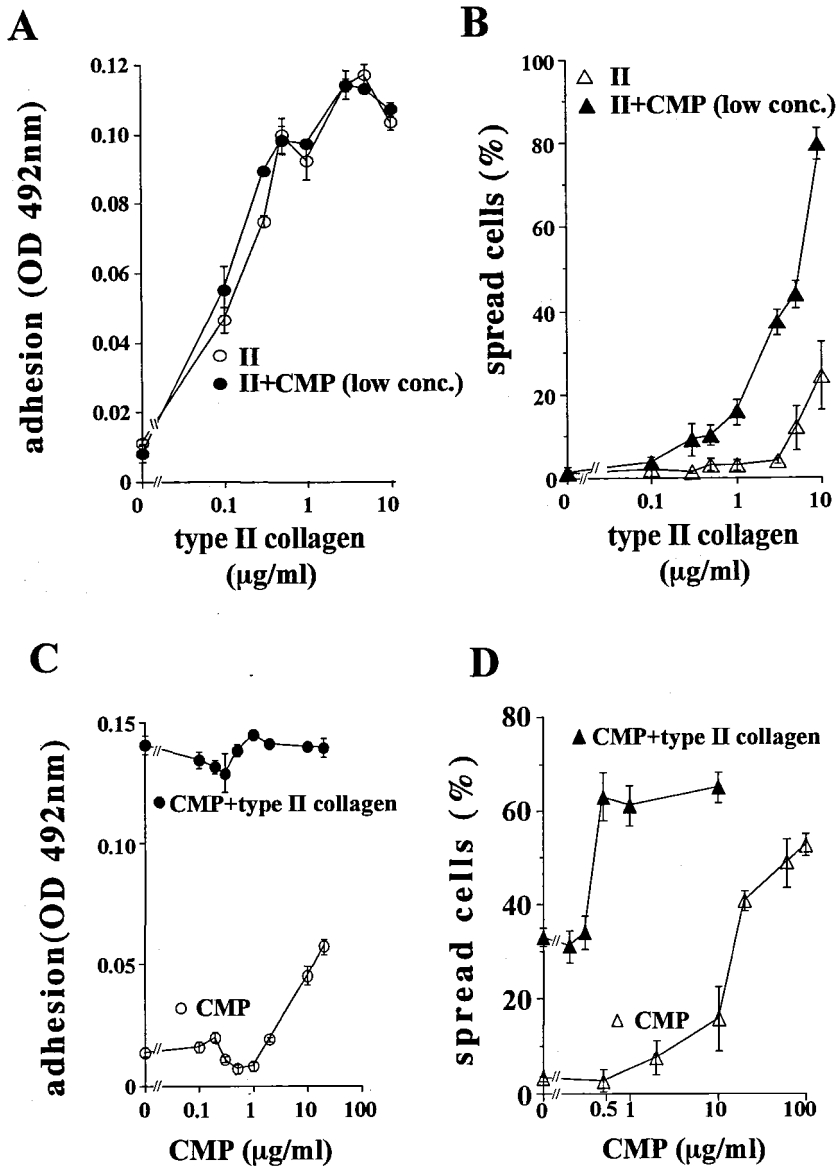 A
0.12
0.10
0.08
0.06
0.04
0.02
0
adhesion (OD 492nm)
II
II+CMP (low conc.)
0 0.1 1 10
type II collagen
(μg/ml)
B
100
80
60
40
20
0
spread cells (%)
II
II+CMP (low conc.)
0 0.1 1 10
type II collagen
(μg/ml)
C
0.15
0.10
0.05
0
adhesion(OD 492nm)
CMP+type II collagen
CMP
0 0.1 1 10 100
CMP (μg/ml)
D
80
60
40
20
0
spread cells (%)
CMP+type II collagen
CMP
0 0.5 1 10 100
CMP (μg/ml)